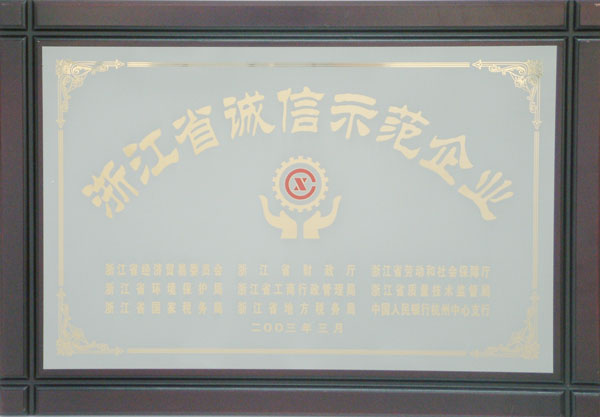 浙江省诚信示范企业
CX
浙江省经济贸易委员会 浙江省财政厅 浙江省劳动和社会保障厅
浙江省环境保护局 浙江省工商行政管理局 浙江省质量技术监督局
浙江省国家税务局 浙江省地方税务局 中国人民银行杭州中心支行
二〇〇三年三月